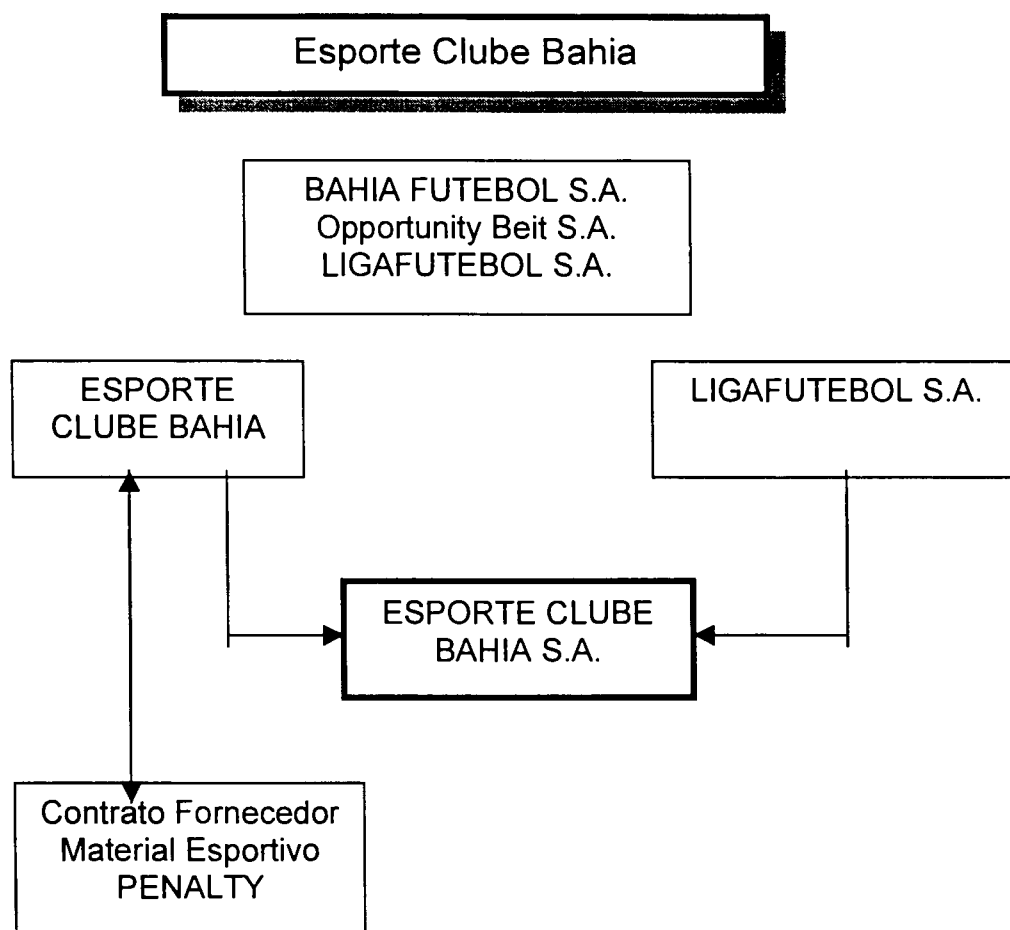 Esporte Clube Bahia
BAHIA FUTEBOL S.A.
Opportunity Beit S.A.
LIGAFUTEBOL S.A.
ESPORTE
CLUBE BAHIA
LIGAFUTEBOL S.A.
ESPORTE CLUBE
BAHIA S.A.
Contrato Fornecedor
Material Esportivo
PENALTY